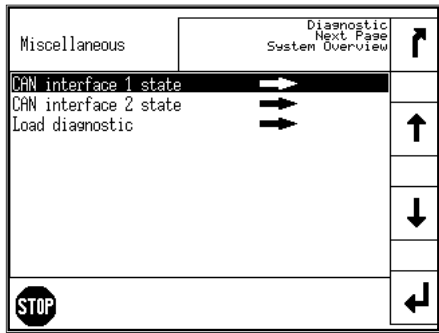 Miscellaneous
Diagnostic
Next Page
System Overview
CAN interface 1 state
CAN interface 2 state
Load diagnostic
STOP